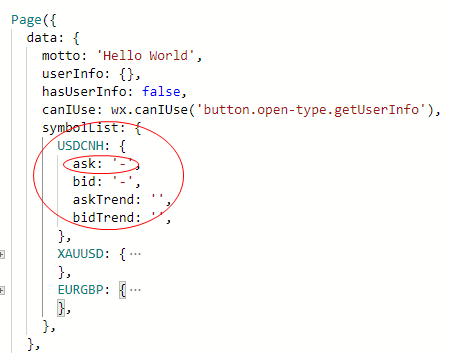 Page({
data: {
motto: 'Hello World',
userInfo: {},
hasUserInfo: false,
canIUse: wx.canIUse('button.open-type.getUserInfo'),
symbolList: {
USDCNH: {
ask: '-',
bid: '-',
askTrend: '',
bidTrend: '',
},
XAUUSD: { ···
},
EURGBP: { ···
},
},
},